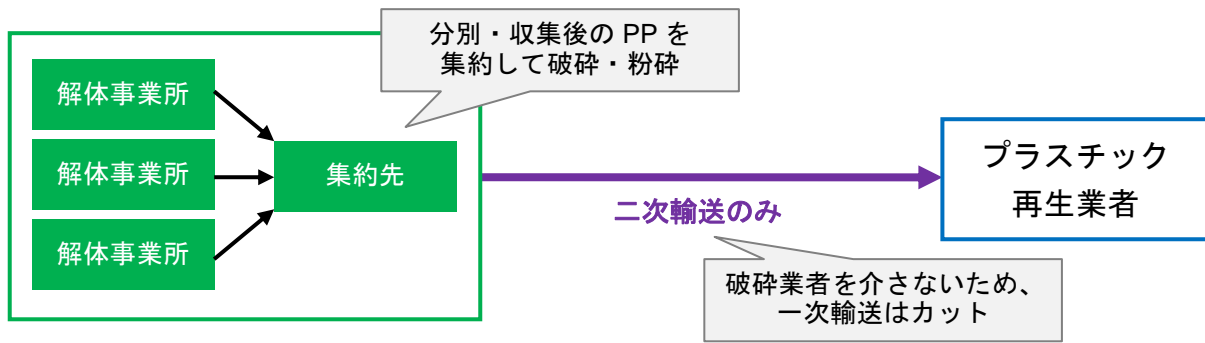 分別・収集後の PP を
集約して破砕・粉砕
解体事業所
解体事業所
解体事業所
集約先
二次輸送のみ
プラスチック
再生業者
破砕業者を介さないため、
一次輸送はカット